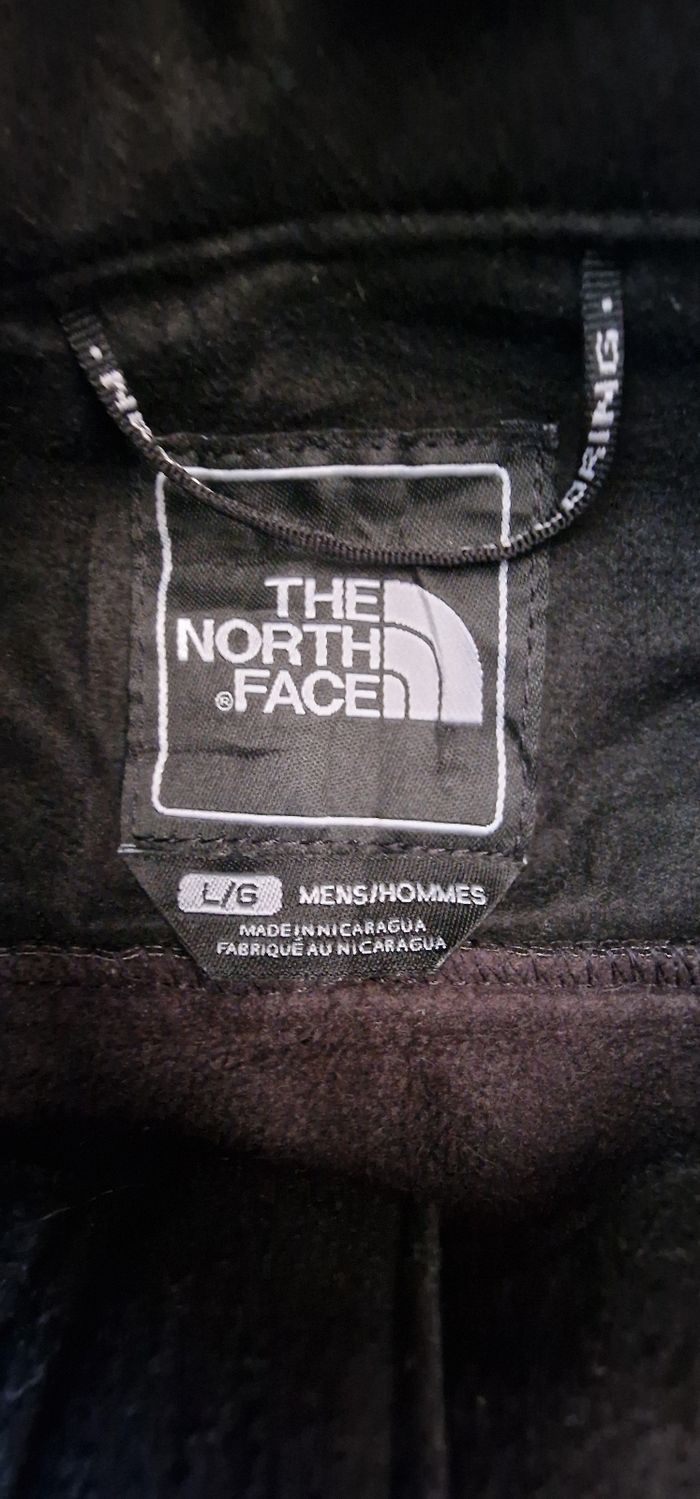 THE
NORTH
® FACE
L/G MENS/HOMMES
MADE IN NICARAGUA
FABRIQUÉ AU NICARAGUA